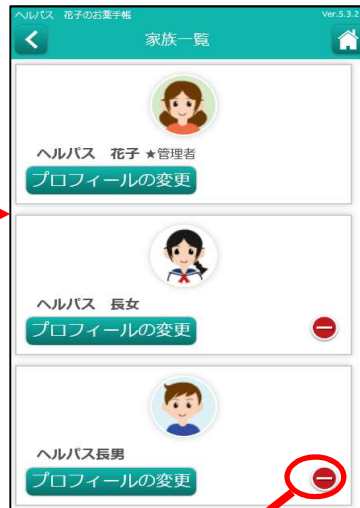 ヘルパス 花子のお薬手帳 Ver.5.3.2
家族一覧
ヘルパス 花子 ★管理者
プロフィールの変更
ヘルパス 長女
プロフィールの変更
ヘルパス長男
プロフィールの変更